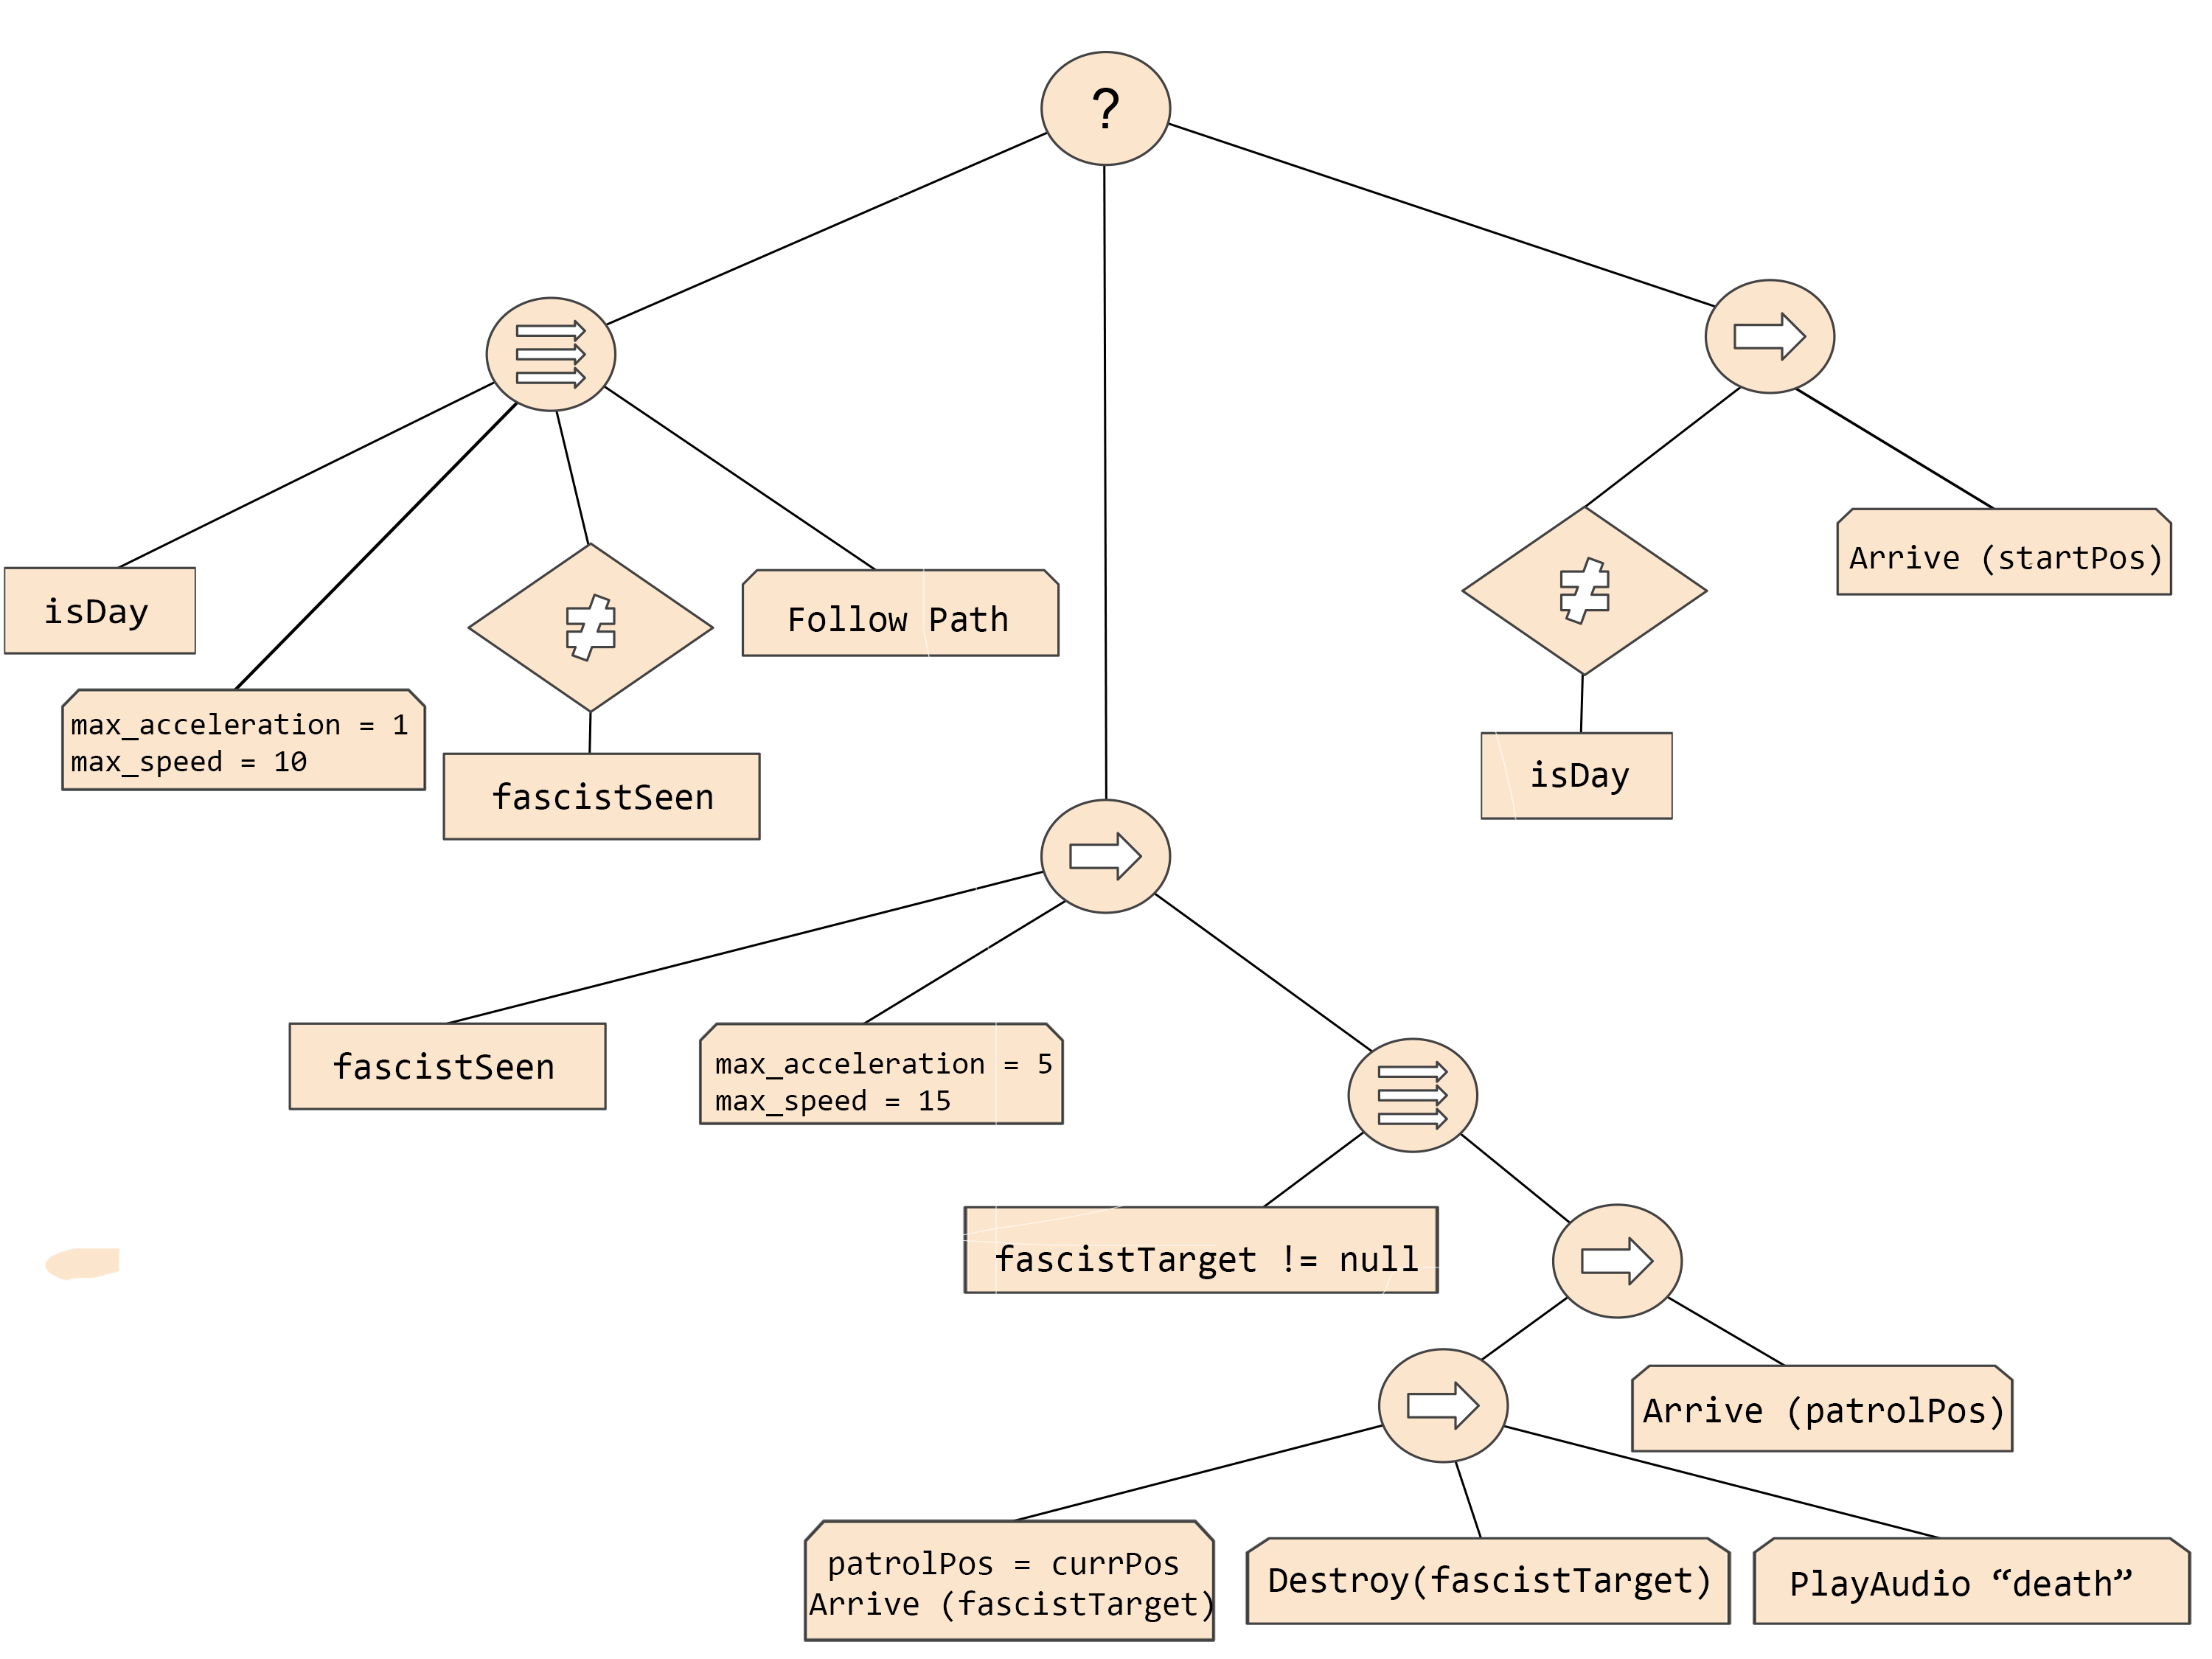 ?
isDay
max_acceleration = 1
max_speed = 10
≠
fascistSeen
Follow Path
≠
isDay
Arrive (startPos)
fascistSeen
max_acceleration = 5
max_speed = 15
fascistTarget != null
Arrive (patrolPos)
patrolPos = currPos
Arrive (fascistTarget)
Destroy(fascistTarget)
PlayAudio “death”